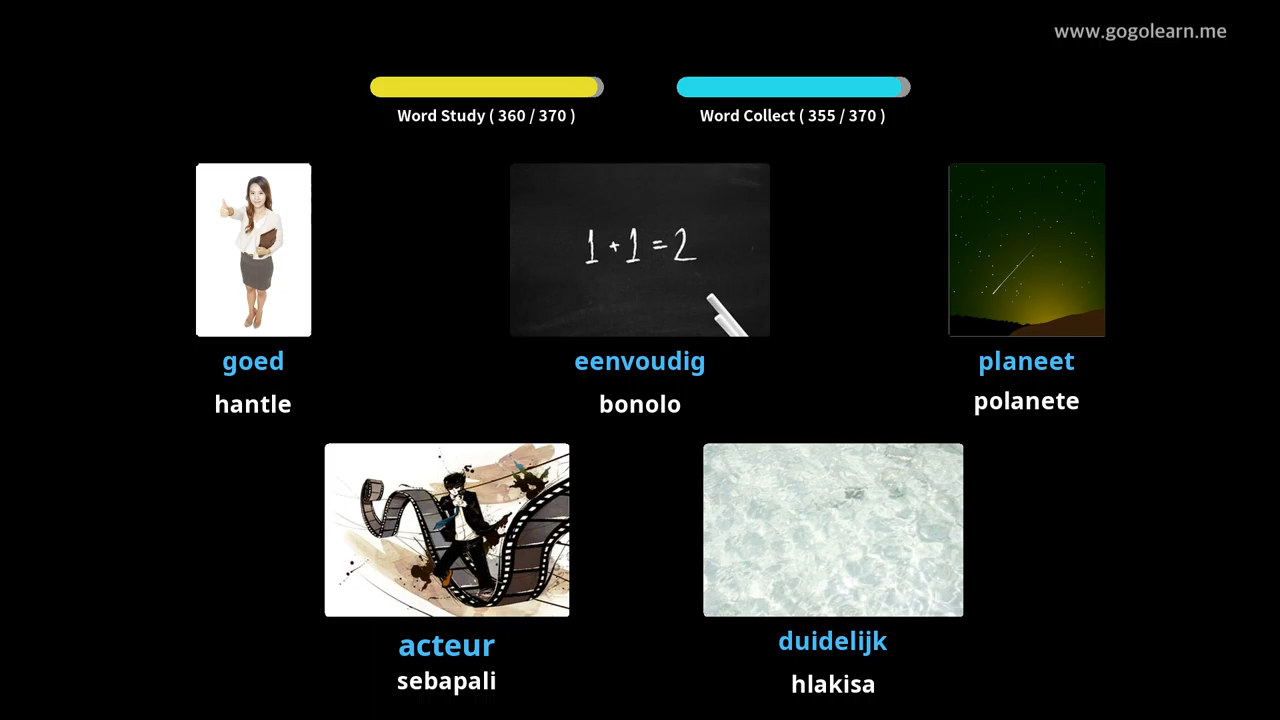 www.gogolearn.me
Word Study ( 360 / 370 )
Word Collect ( 355 / 370 )
1 + 1 = 2
goed
eenvoudig
planeet
hantle
bonolo
polanete
acteur
duidelijk
sebapali
hlakisa